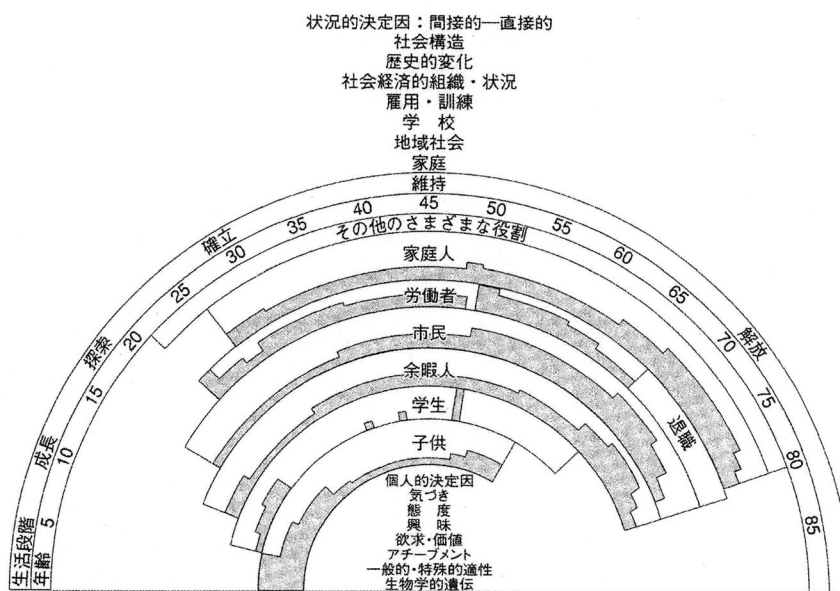 状況的決定因：間接的―直接的
社会構造
歴史的変化
社会経済的組織・状況
雇用・訓練
学　校
地域社会
家庭
維持
確立
探索
成長
解放
生活段階
年齢
5
10
15
20
25
30
35
40
45
50
55
60
65
70
75
80
85
その他のさまざまな役割
家庭人
労働者
市民
余暇人
学生
子供
退職
個人的決定因
気づき
態　度
興　味
欲求・価値
アチーブメント
一般的・特殊的適性
生物学的遺伝